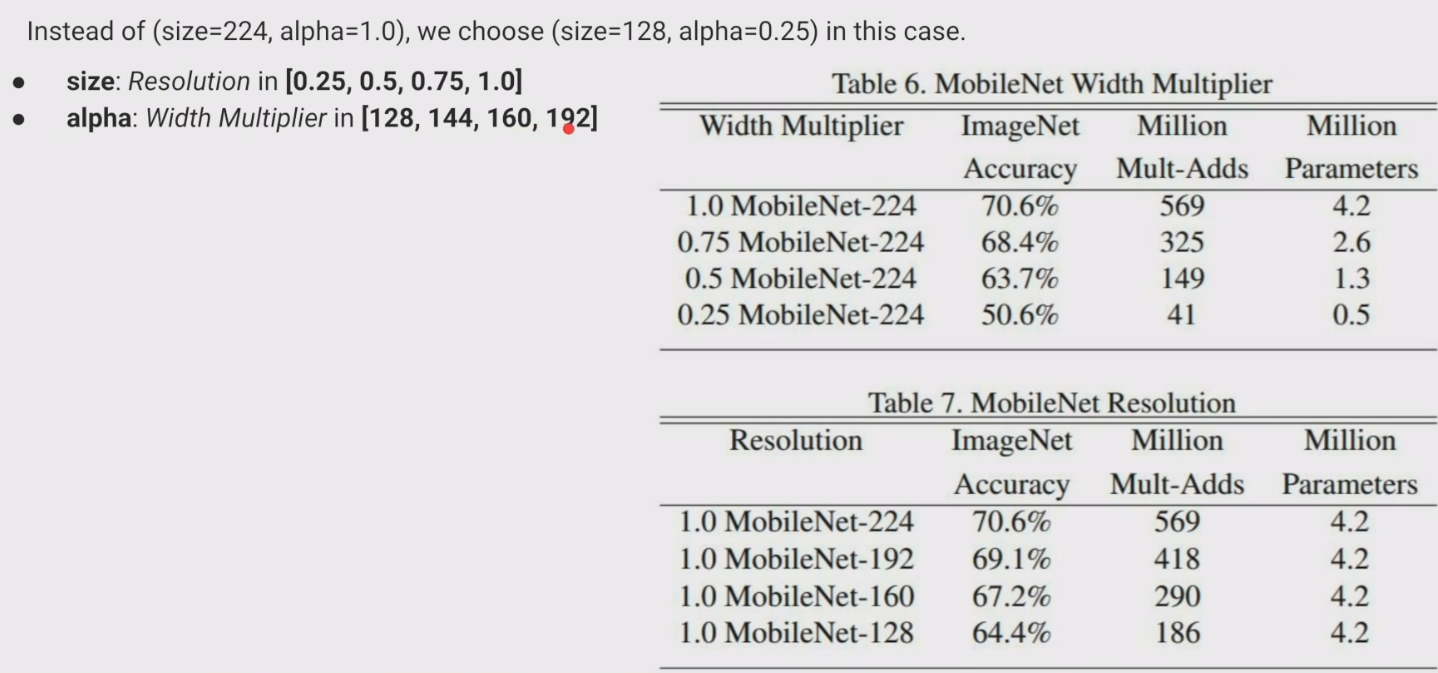 Instead of (size=224, alpha=1.0), we choose (size=128, alpha=0.25) in this case.
● size: Resolution in [0.25, 0.5, 0.75, 1.0]
● alpha: Width Multiplier in [128, 144, 160, 192]
Table 6. MobileNet Width Multiplier
Width Multiplier ImageNet Million Million
Accuracy Mult-Adds Parameters
1.0 MobileNet-224 70.6% 569 4.2
0.75 MobileNet-224 68.4% 325 2.6
0.5 MobileNet-224 63.7% 149 1.3
0.25 MobileNet-224 50.6% 41 0.5
Table 7. MobileNet Resolution
Resolution ImageNet Million Million
Accuracy Mult-Adds Parameters
1.0 MobileNet-224 70.6% 569 4.2
1.0 MobileNet-192 69.1% 418 4.2
1.0 MobileNet-160 67.2% 290 4.2
1.0 MobileNet-128 64.4% 186 4.2